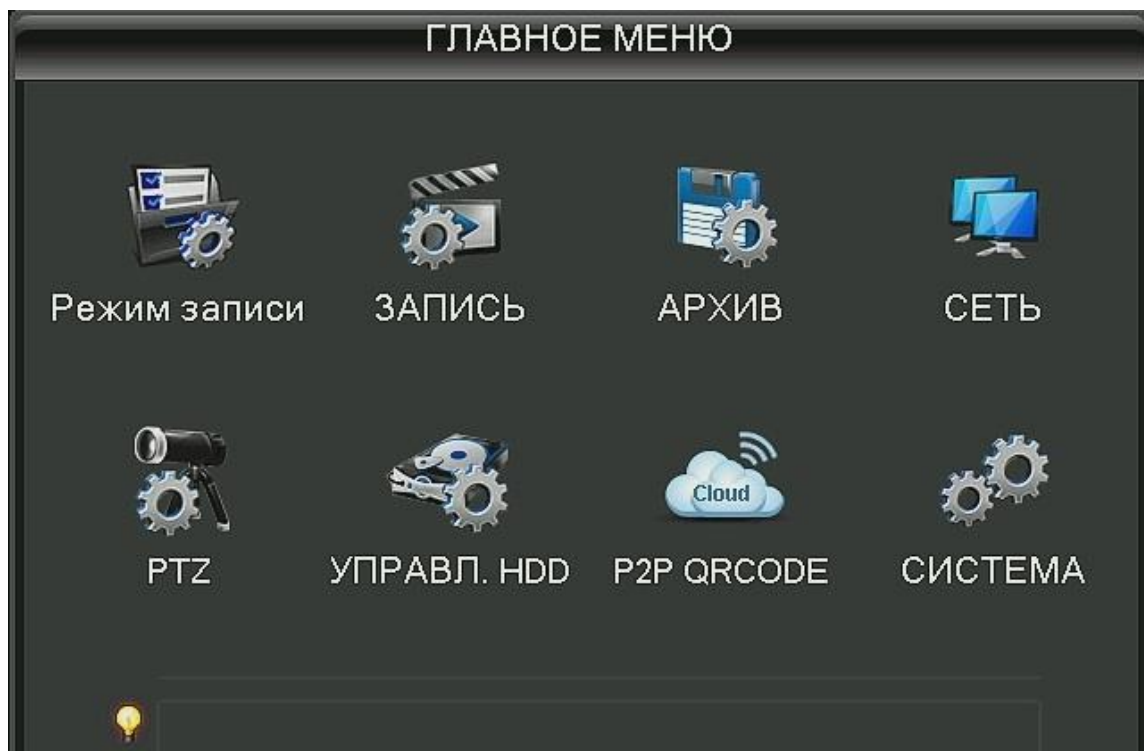 ГЛАВНОЕ МЕНЮ
Режим записи ЗАПИСЬ АРХИВ СЕТЬ
Cloud
PTZ УПРАВЛ. HDD P2P QRCODE СИСТЕМА